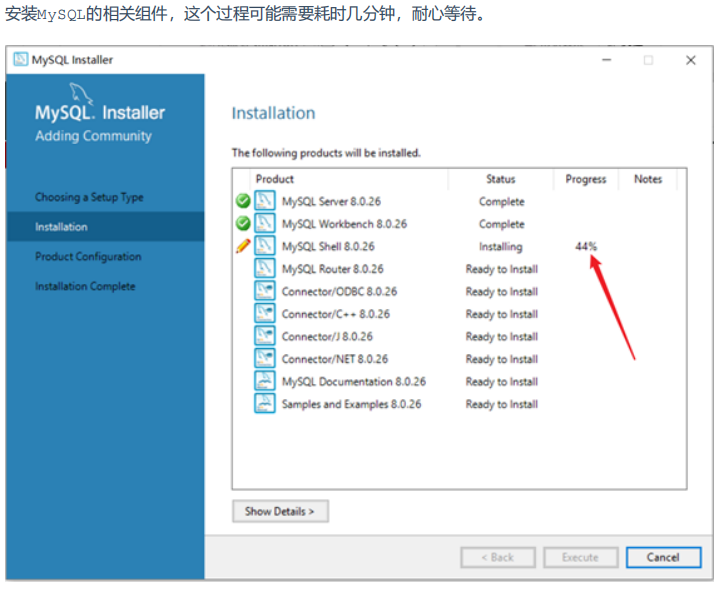 安装MySQL的相关组件，这个过程可能需要耗时几分钟，耐心等待。
MySQL Installer
MySQL. Installer
Adding Community
Choosing a Setup Type
Installation
Product Configuration
Installation Complete
Installation
The following products will be installed.
Product Status Progress Notes
MySQL Server 8.0.26 Complete
MySQL Workbench 8.0.26 Complete
MySQL Shell 8.0.26 Installing 44%
MySQL Router 8.0.26 Ready to Install
Connector/ODBC 8.0.26 Ready to Install
Connector/C++ 8.0.26 Ready to Install
Connector/J 8.0.26 Ready to Install
Connector/NET 8.0.26 Ready to Install
MySQL Documentation 8.0.26 Ready to Install
Samples and Examples 8.0.26 Ready to Install
Show Details >
< Back Execute Cancel